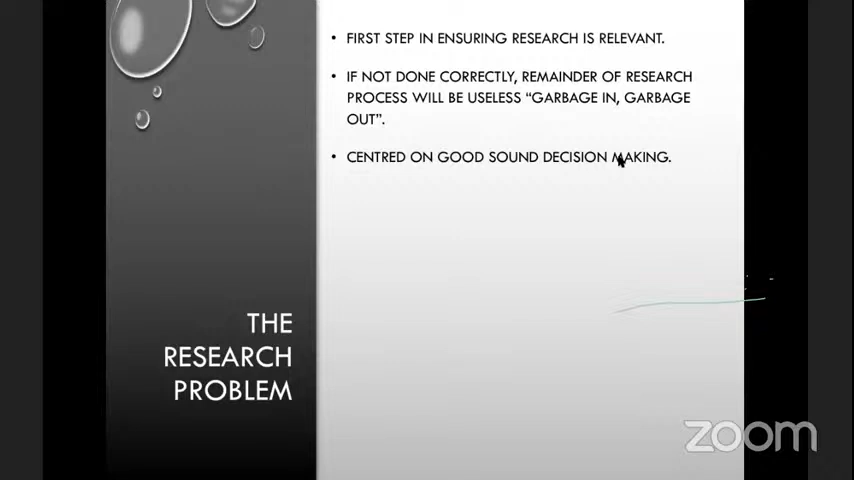 • FIRST STEP IN ENSURING RESEARCH IS RELEVANT.
• IF NOT DONE CORRECTLY, REMAINDER OF RESEARCH
PROCESS WILL BE USELESS “GARBAGE IN, GARBAGE
OUT”.
• CENTRED ON GOOD SOUND DECISION MAKING.
THE
RESEARCH
PROBLEM
zoom